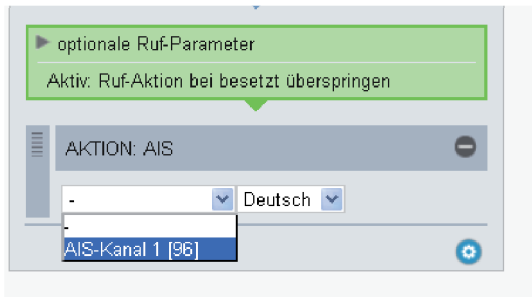 optionale Ruf-Parameter
Aktiv: Ruf-Aktion bei besetzt überspringen
AKTION: AIS
- Deutsch
-
AIS-Kanal 1 [96]